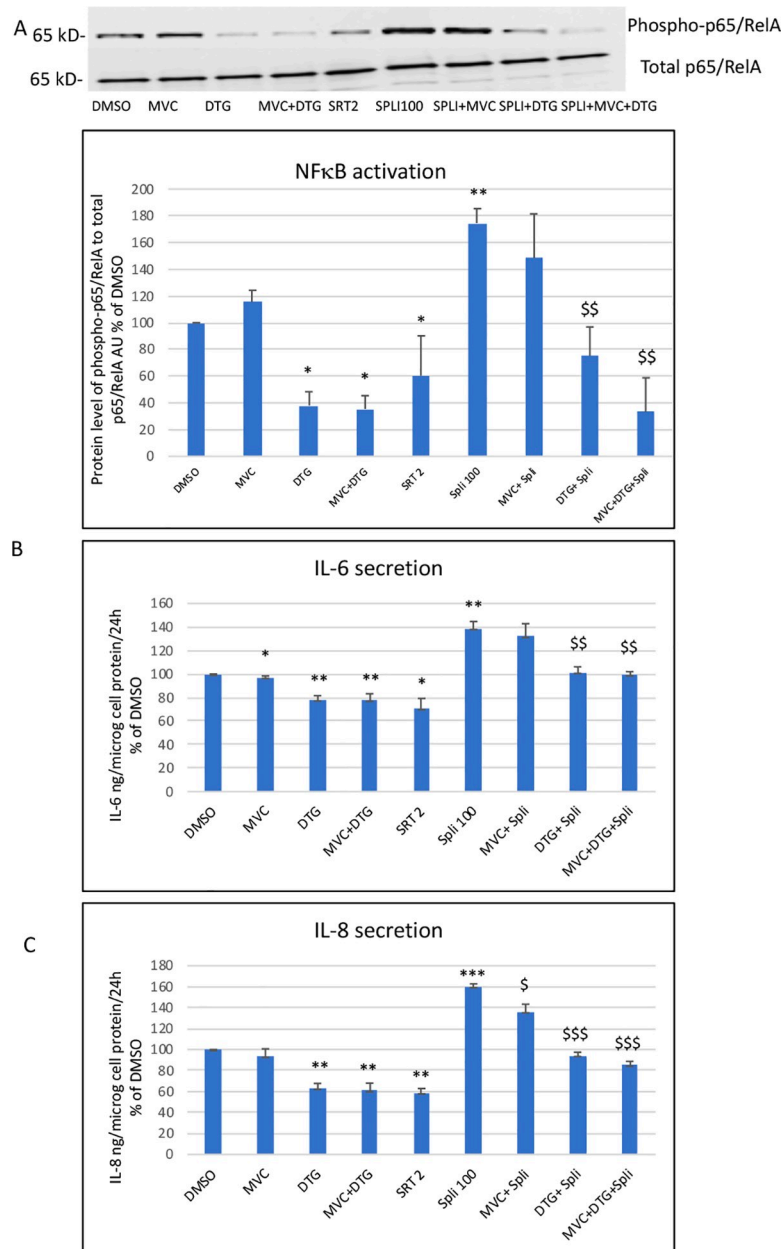 A
65 kD-
Phospho-p65/RelA
65 kD-
Total p65/RelA
DMSO MVC DTG MVC+DTG SRT2 SPLI100 SPLI+MVC SPLI+DTG SPLI+MVC+DTG
NFκB activation
Protein level of phospho-p65/RelA to total
p65/RelA AU % of DMSO
200
180
160
140
120
100
80
60
40
20
0
* * * ** $$ $$
DMSO MVC DTG MVC+DTG SRT 2 Spli 100 MVC+ Spli DTG+ Spli MVC+DTG+Spli
B
IL-6 secretion
IL-6 ng/microg cell protein/24h
% of DMSO
160
140
120
100
80
60
40
20
0
* ** ** * ** $$ $$
DMSO MVC DTG MVC+DTG SRT 2 Spli 100 MVC+ Spli DTG+ Spli MVC+DTG+Spli
C
IL-8 secretion
IL-8 ng/microg cell protein/24h
% of DMSO
180
160
140
120
100
80
60
40
20
0
** ** ** *** $ $$$ $$$
DMSO MVC DTG MVC+DTG SRT 2 Spli 100 MVC+ Spli DTG+ Spli MVC+DTG+Spli